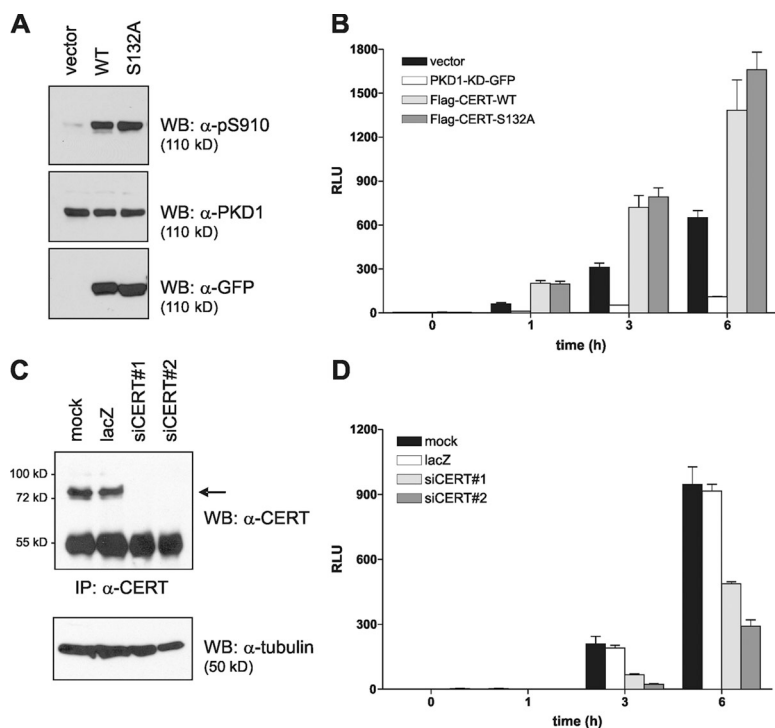 A
vector
WT
S132A
WB: α-pS910
(110 kD)
WB: α-PKD1
(110 kD)
WB: α-GFP
(110 kD)
B
vector
PKD1-KD-GFP
Flag-CERT-WT
Flag-CERT-S132A
1800
1500
1200
900
600
300
0
RLU
0
1
3
6
time (h)
C
mock
lacZ
siCERT#1
siCERT#2
100 kD
72 kD
55 kD
WB: α-CERT
IP: α-CERT
WB: α-tubulin
(50 kD)
D
mock
lacZ
siCERT#1
siCERT#2
1200
900
600
300
0
RLU
0
1
3
6
time (h)